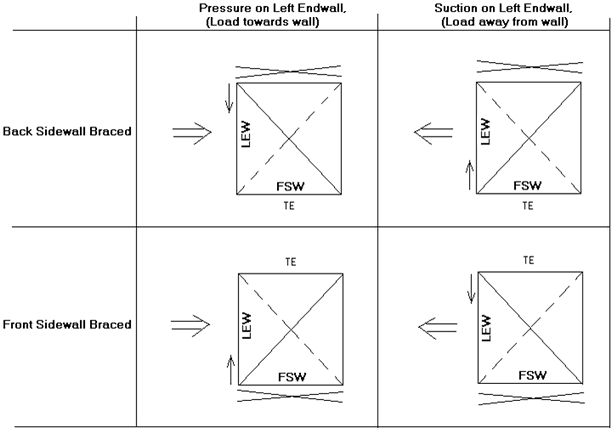 Pressure on Left Endwall, Suction on Left Endwall,
(Load towards wall) (Load away from wall)
Back Sidewall Braced
LEW
FSW
TE
LEW
FSW
TE
Front Sidewall Braced
TE
LEW
FSW
TE
LEW
FSW